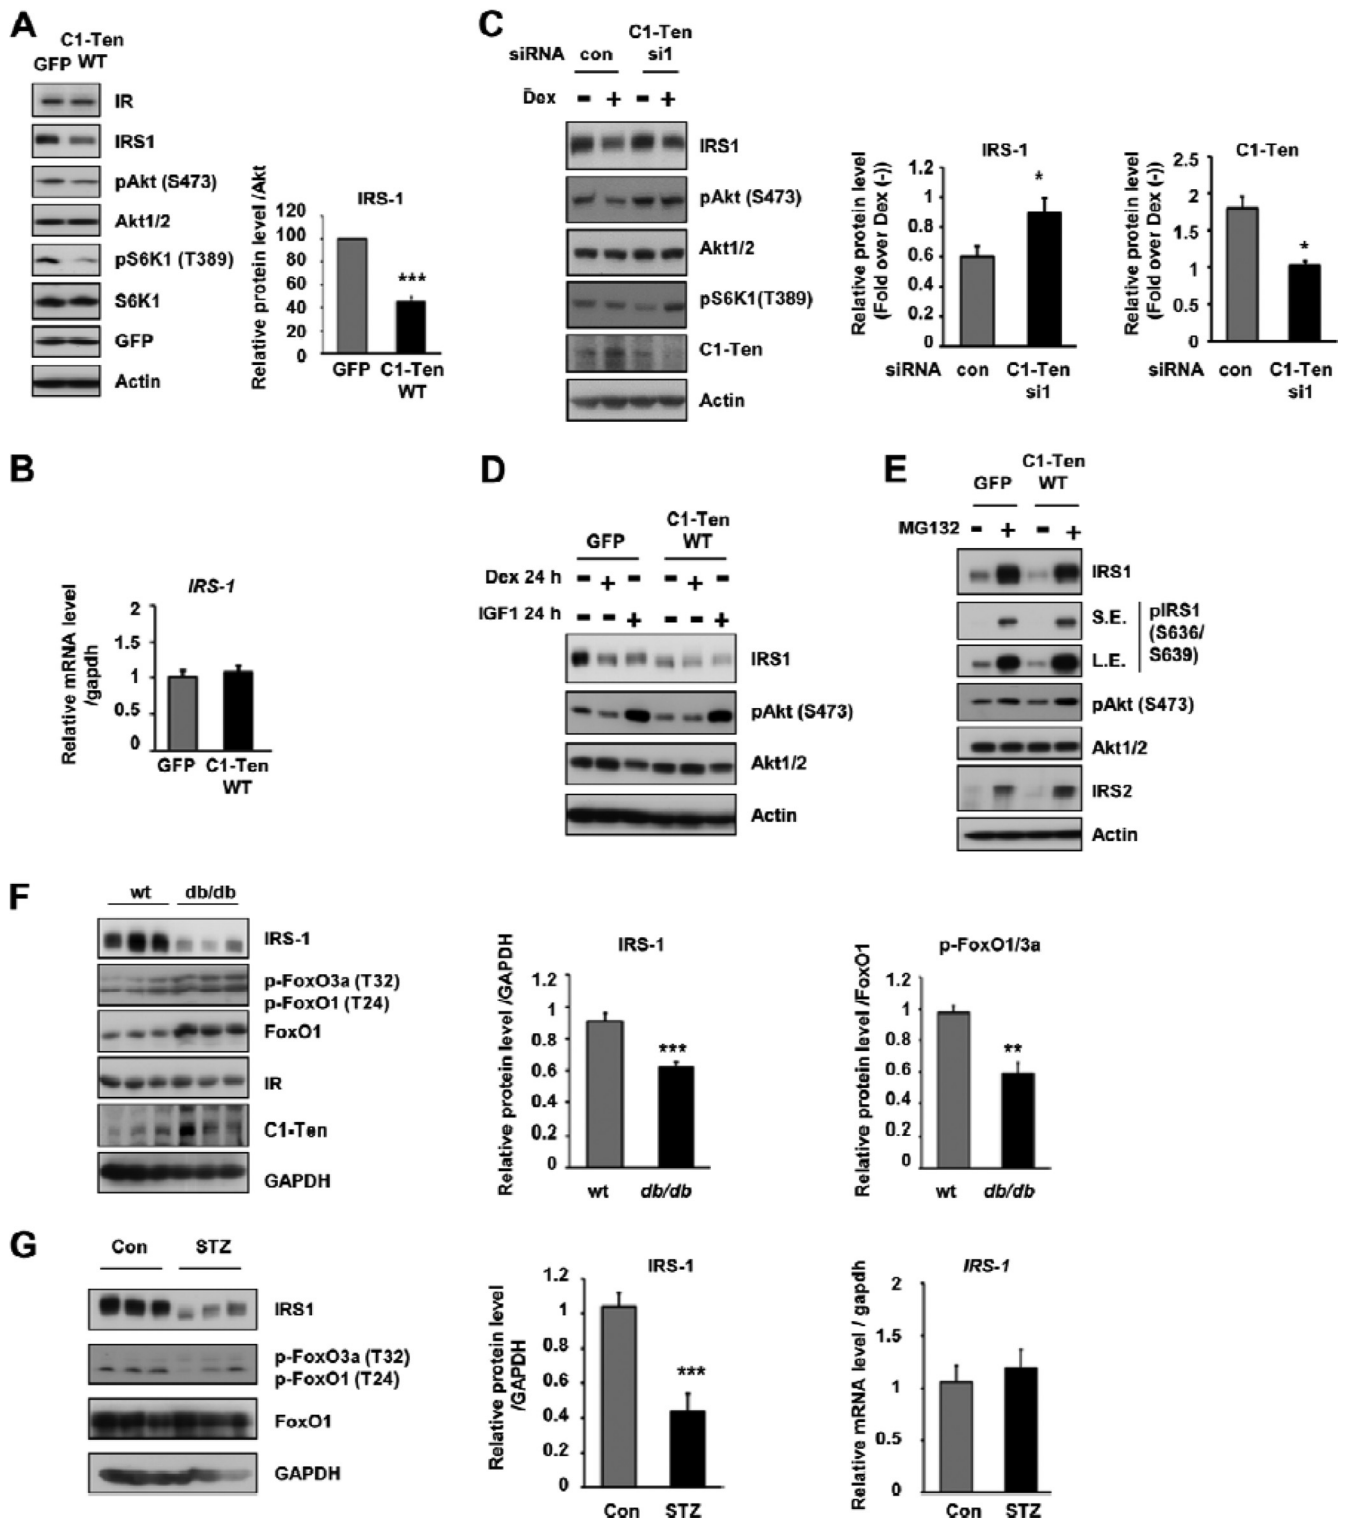 A
C1-Ten
GFP WT
IR
IRS1
pAkt (S473)
Akt1/2
pS6K1 (T389)
S6K1
GFP
Actin
Relative protein level /Akt
IRS-1
120
100
80
60
40
20
0
***
GFP C1-Ten
WT
C
C1-Ten
siRNA con si1
Dex - + - +
IRS1
pAkt (S473)
Akt1/2
pS6K1(T389)
C1-Ten
Actin
Relative protein level
(Fold over Dex (-))
IRS-1
1.2
1
0.8
0.6
0.4
0.2
0
*
siRNA con C1-Ten
si1
Relative protein level
(Fold over Dex (-))
C1-Ten
2.5
2
1.5
1
0.5
0
*
siRNA con C1-Ten
si1
B
Relative mRNA level
/gapdh
IRS-1
2
1.5
1
0.5
0
GFP C1-Ten
WT
D
C1-Ten
GFP WT
Dex 24 h - + - - + -
IGF1 24 h - - + - - +
IRS1
pAkt (S473)
Akt1/2
Actin
E
C1-Ten
GFP WT
MG132 - + - +
IRS1
S.E.
L.E.
pIRS1
(S636/
S639)
pAkt (S473)
Akt1/2
IRS2
Actin
F
wt db/db
IRS-1
p-FoxO3a (T32)
p-FoxO1 (T24)
FoxO1
IR
C1-Ten
GAPDH
Relative protein level /GAPDH
IRS-1
1.2
1
0.8
0.6
0.4
0.2
0
***
wt db/db
Relative protein level /FoxO1
p-FoxO1/3a
1.2
1
0.8
0.6
0.4
0.2
0
**
wt db/db
G
Con STZ
IRS1
p-FoxO3a (T32)
p-FoxO1 (T24)
FoxO1
GAPDH
Relative protein level
/GAPDH
IRS-1
1.2
1
0.8
0.6
0.4
0.2
0
***
Con STZ
Relative mRNA level / gapdh
IRS-1
2
1.5
1
0.5
0
Con STZ